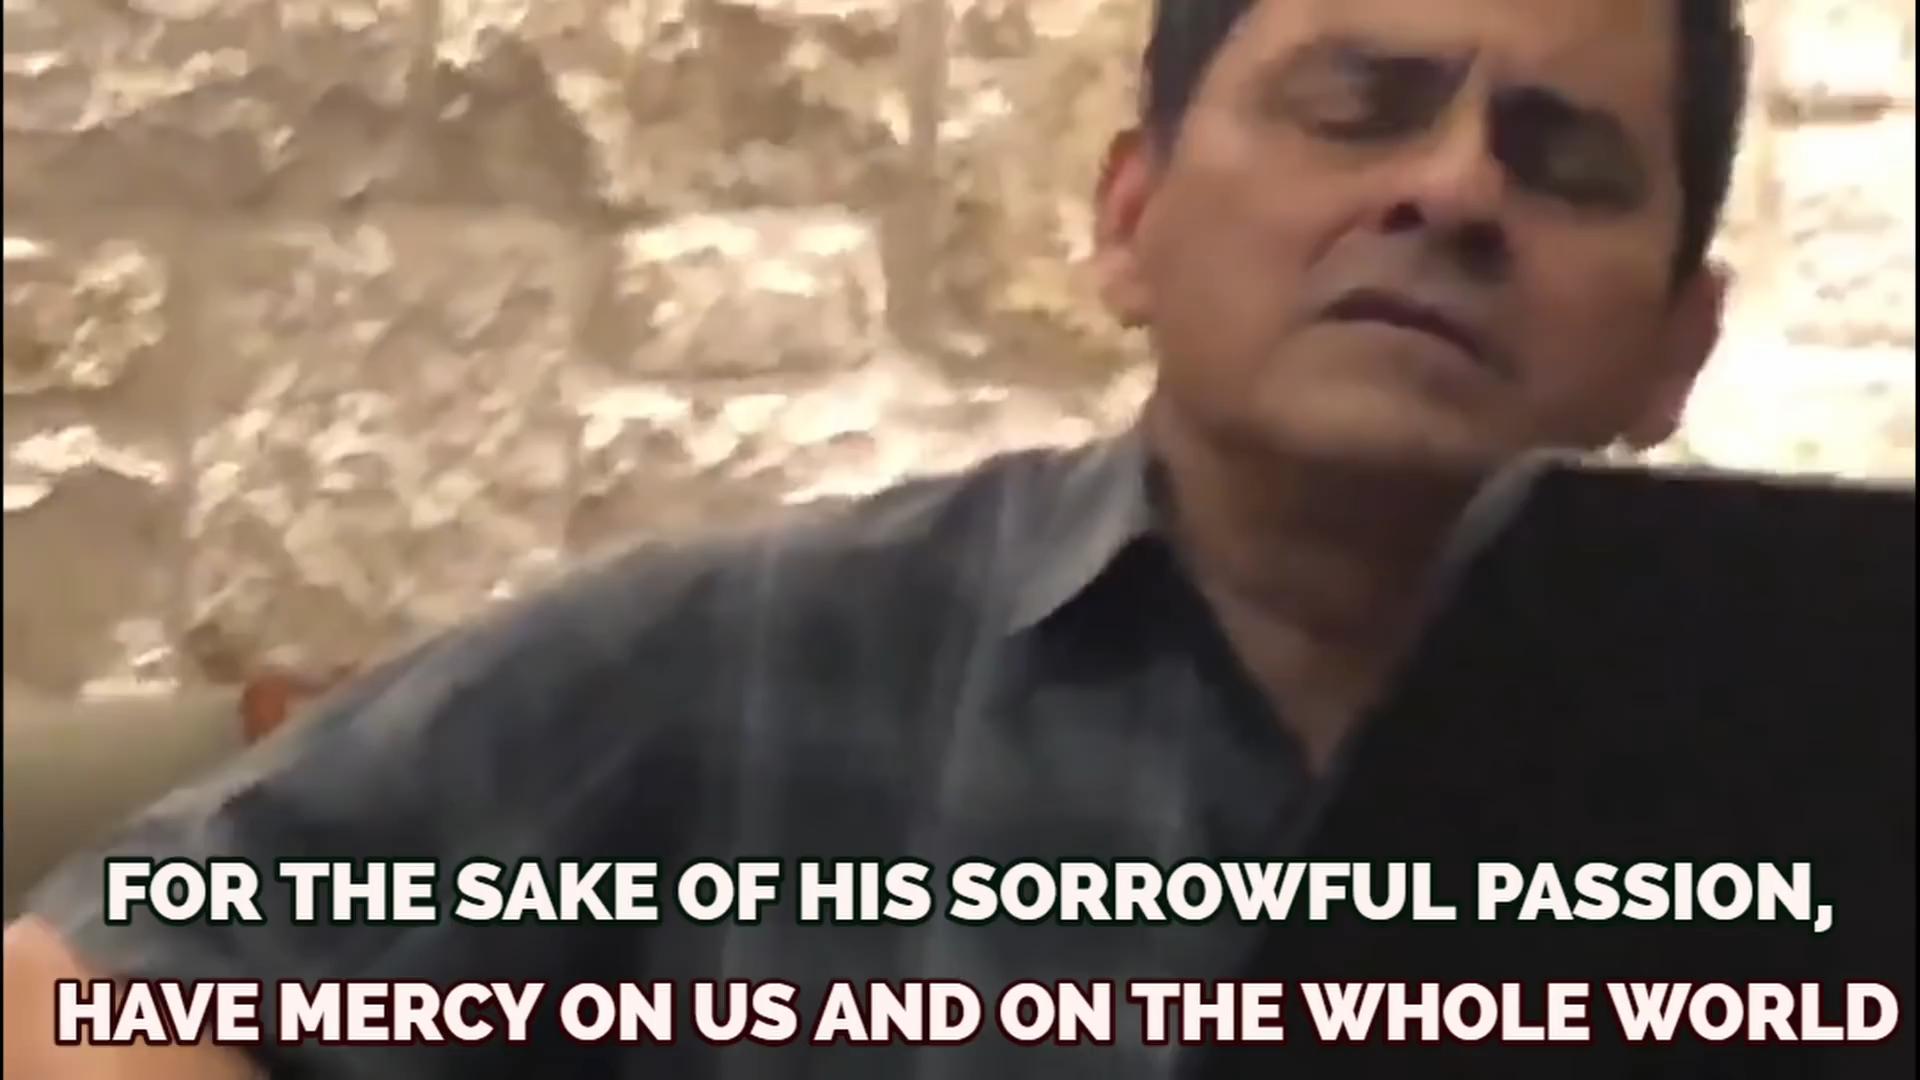 FOR THE SAKE OF HIS SORROWFUL PASSION,
HAVE MERCY ON US AND ON THE WHOLE WORLD